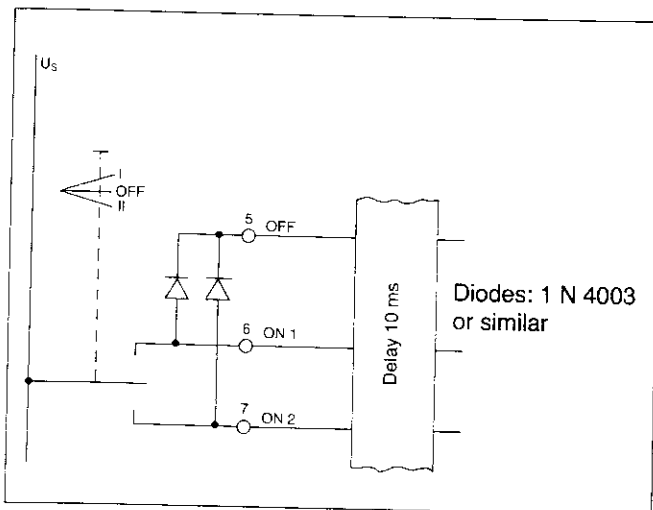 U_S
I
OFF
II
5 OFF
6 ON 1
7 ON 2
Delay 10 ms
Diodes: 1 N 4003
or similar